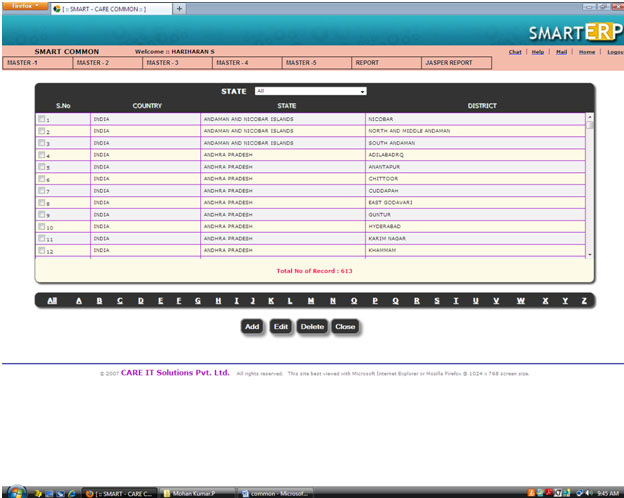 Firefox
[ :: SMART - CARE COMMON :: ]
+
SMARTERP
SMART COMMON Welcome :: HARIHARAN S Chat | Help | Mail | Home | Logout
MASTER -1 MASTER - 2 MASTER - 3 MASTER - 4 MASTER -5 REPORT JASPER REPORT
STATE All
S.No COUNTRY STATE DISTRICT
1 INDIA ANDAMAN AND NICOBAR ISLANDS NICOBAR
2 INDIA ANDAMAN AND NICOBAR ISLANDS NORTH AND MIDDLE ANDAMAN
3 INDIA ANDAMAN AND NICOBAR ISLANDS SOUTH ANDAMAN
4 INDIA ANDHRA PRADESH ADILABADRQ
5 INDIA ANDHRA PRADESH ANANTAPUR
6 INDIA ANDHRA PRADESH CHITTOOR
7 INDIA ANDHRA PRADESH CUDDAPAH
8 INDIA ANDHRA PRADESH EAST GODAVARI
9 INDIA ANDHRA PRADESH GUNTUR
10 INDIA ANDHRA PRADESH HYDERABAD
11 INDIA ANDHRA PRADESH KARIM NAGAR
12 INDIA ANDHRA PRADESH KHAMMAM
Total No of Record : 613
All A B C D E F G H I J K L M N O P Q R S T U V W X Y Z
Add Edit Delete Close
© 2007 CARE IT Solutions Pvt. Ltd. All rights reserved. This site best viewed with Microsoft Internet Explorer or Mozilla Firefox @ 1024 x 768 screen size.
[ :: SMART - CARE C... Mohan Kumar.P common - Microsof... 9:45 AM